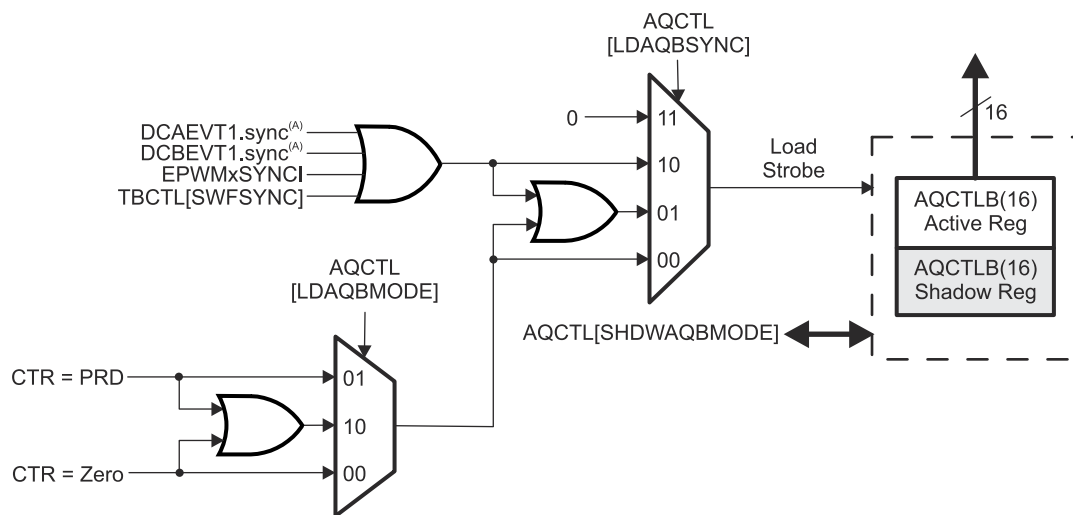 AQCTL
[LDAQBSYNC]
16
0
11
DCAEVT1.sync(A)
DCBEVT1.sync(A)
EPWMxSYNCI
TBCTL[SWFSYNC]
10
Load
Strobe
01
00
AQCTLB(16)
Active Reg
AQCTLB(16)
Shadow Reg
AQCTL
[LDAQBMODE]
AQCTL[SHDWAQBMODE]
CTR = PRD
01
10
CTR = Zero
00